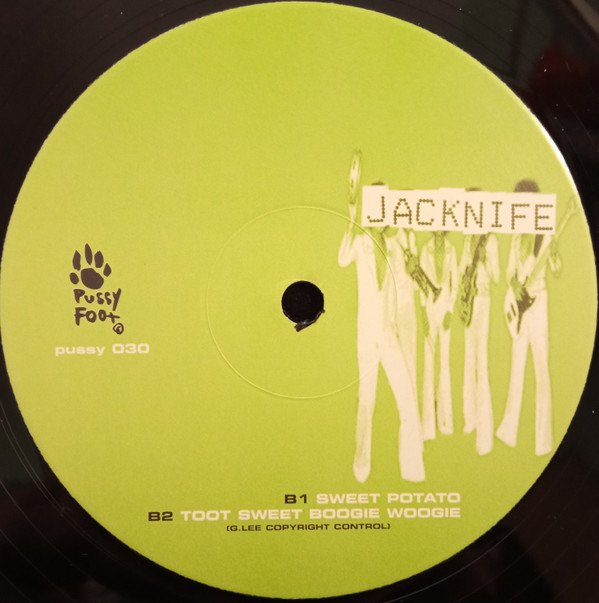 JACKNIFE
PUSSY
FOOT
pussy 030
B1 SWEET POTATO
B2 TOOT SWEET BOOGIE WOOGIE
(G.LEE COPYRIGHT CONTROL)